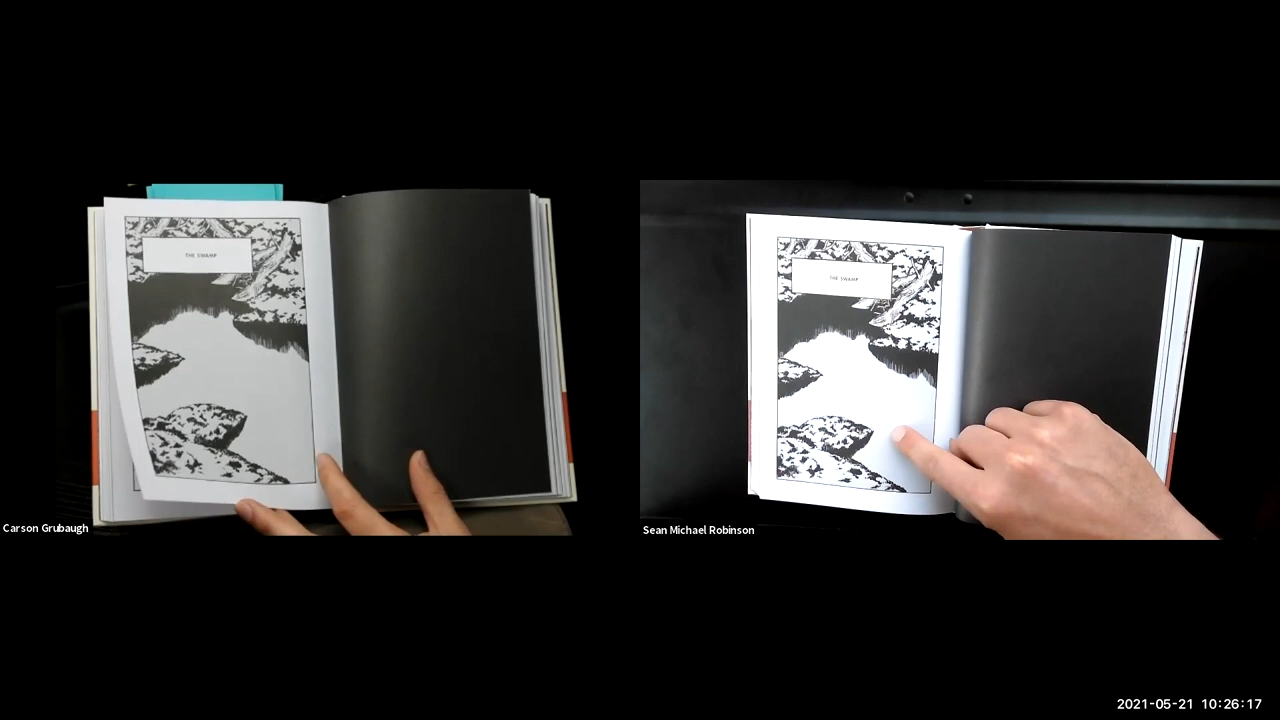 THE SWAMP
THE SWAMP
Carson Grubaugh
Sean Michael Robinson
2021-05-21 10:26:17